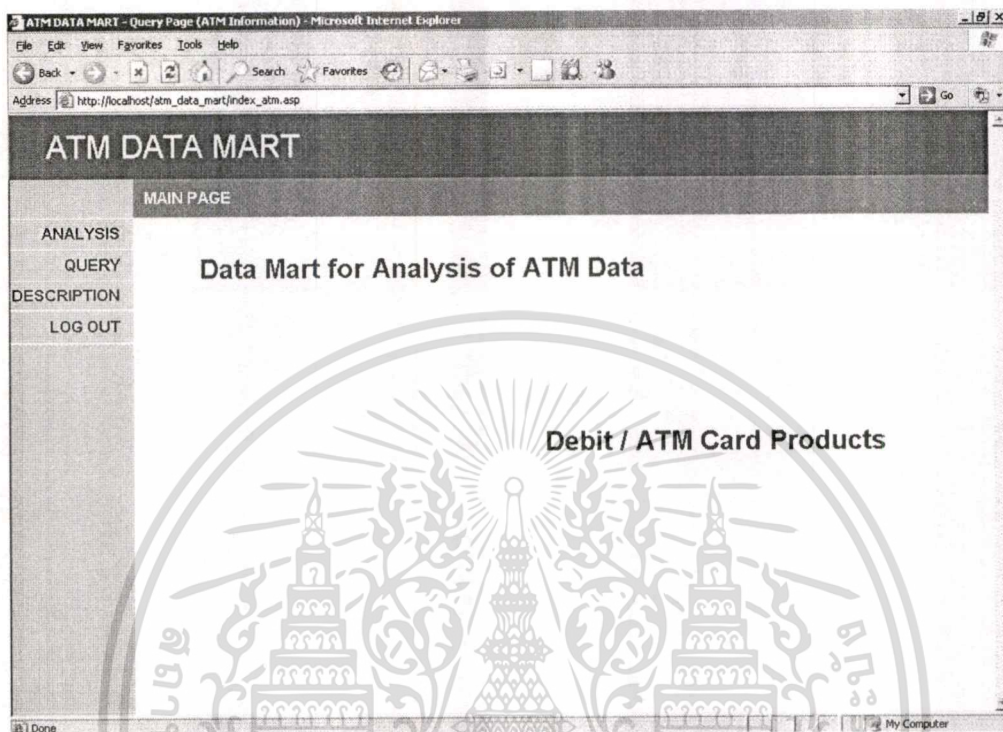 ATM DATA MART - Query Page (ATM Information) - Microsoft Internet Explorer
File Edit View Favorites Tools Help
Back Search Favorites
Address http://localhost/atm_data_mart/index_atm.asp Go
ATM DATA MART
MAIN PAGE
ANALYSIS
QUERY
DESCRIPTION
LOG OUT
Data Mart for Analysis of ATM Data
Debit / ATM Card Products
Done My Computer